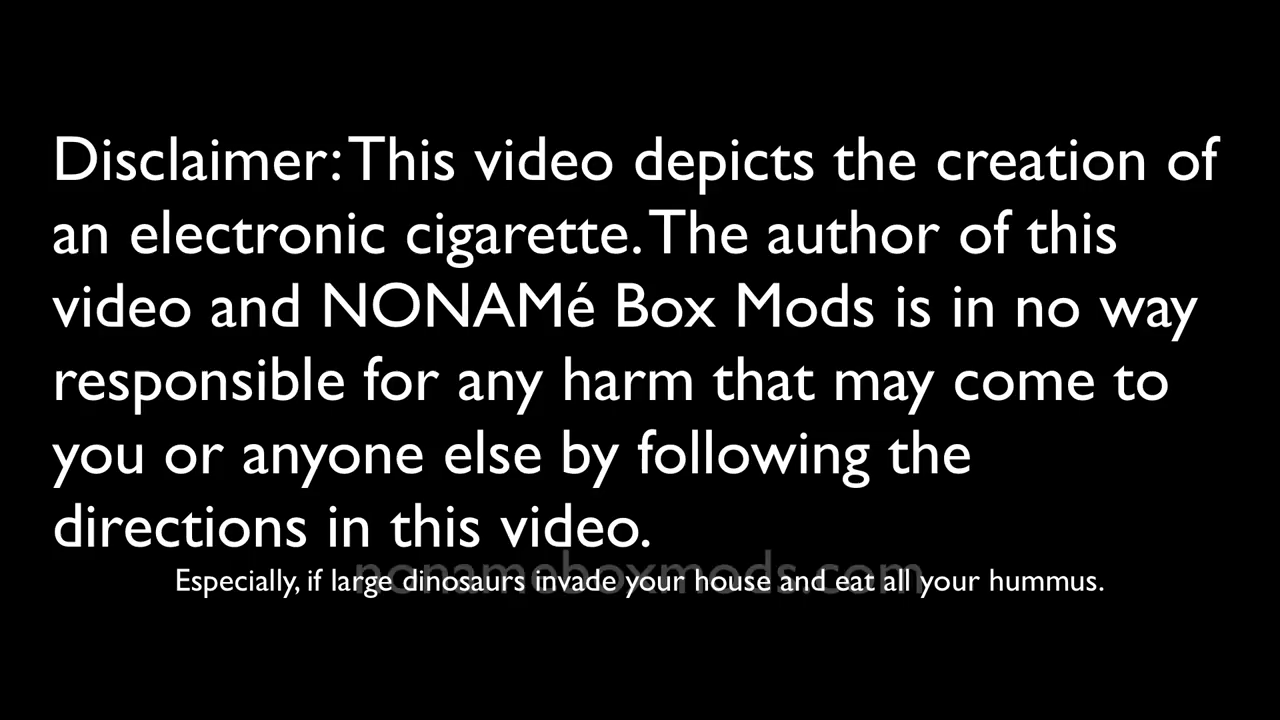 Disclaimer: This video depicts the creation of
an electronic cigarette. The author of this
video and NONAMé Box Mods is in no way
responsible for any harm that may come to
you or anyone else by following the
directions in this video.
nonameboxmods.com
Especially, if large dinosaurs invade your house and eat all your hummus.